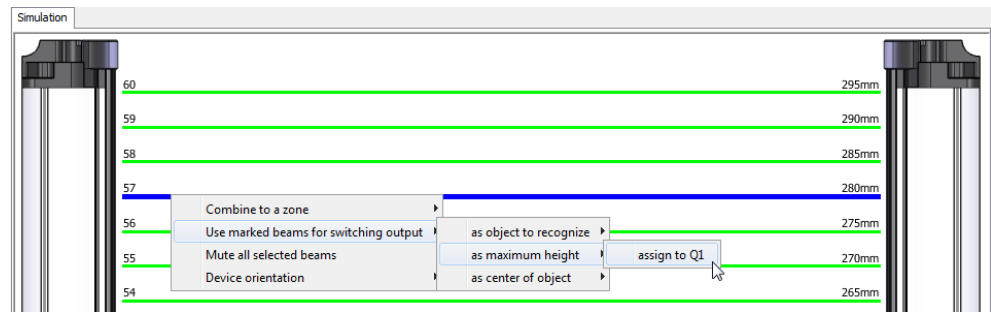 Simulation
60 295mm
59 290mm
58 285mm
57 280mm
Combine to a zone
56 Use marked beams for switching output as object to recognize 275mm
55 Mute all selected beams as maximum height assign to Q1 270mm
Device orientation as center of object
54 265mm